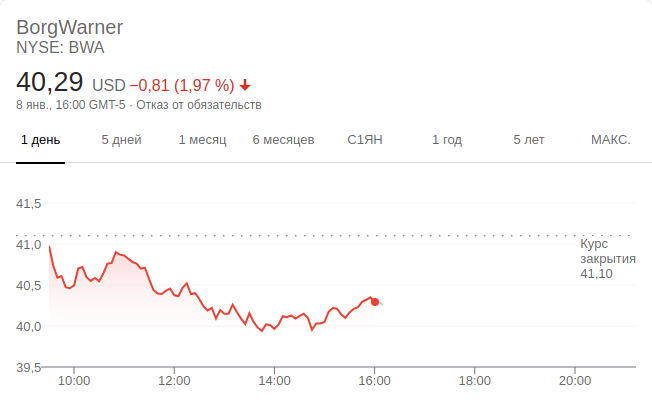 BorgWarner
NYSE: BWA
40,29 USD −0,81 (1,97 %)
8 янв., 16:00 GMT-5 · Отказ от обязательств
1 день 5 дней 1 месяц 6 месяцев С1ЯН 1 год 5 лет МАКС.
41,5
41,0
40,5
40,0
39,5
Курс
закрытия
41,10
10:00 12:00 14:00 16:00 18:00 20:00